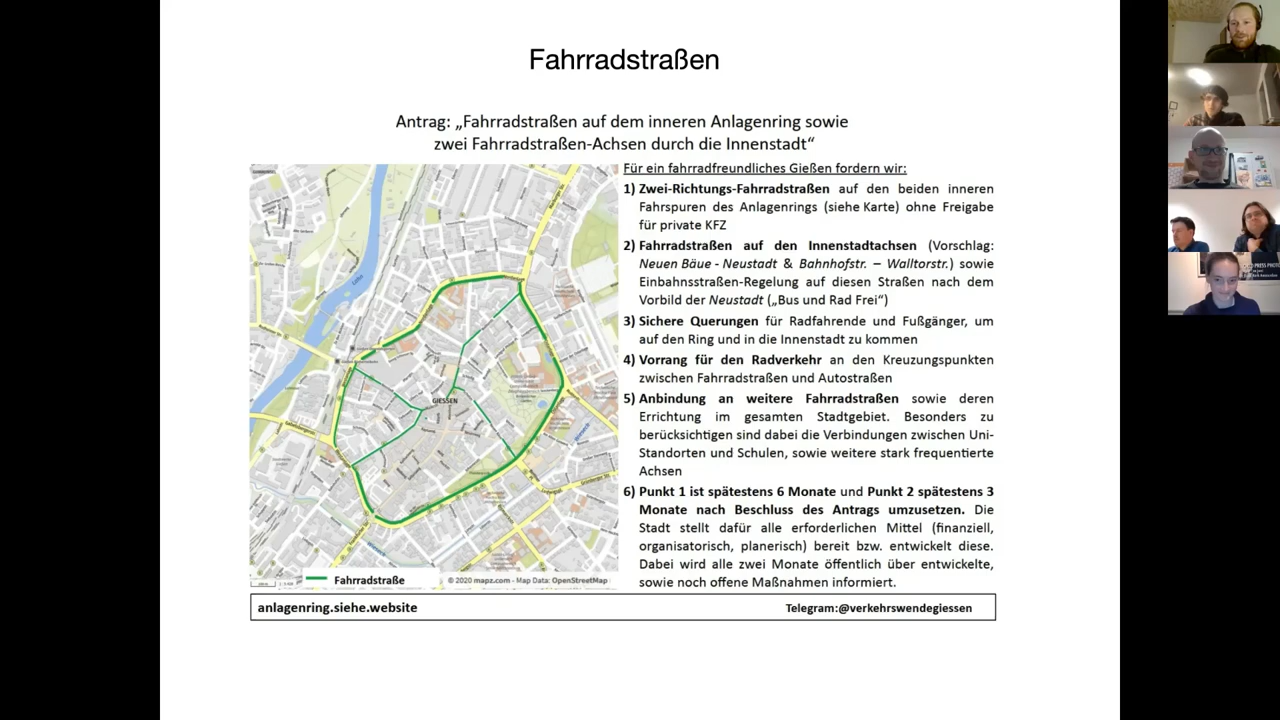 Fahrradstraßen
Antrag: „Fahrradstraßen auf dem inneren Anlagenring sowie
zwei Fahrradstraßen-Achsen durch die Innenstadt“
Für ein fahrradfreundliches Gießen fordern wir:
1) Zwei-Richtungs-Fahrradstraßen auf den beiden inneren
Fahrspuren des Anlagenrings (siehe Karte) ohne Freigabe
für private KFZ
2) Fahrradstraßen auf den Innenstadtachsen (Vorschlag:
Neuen Bäue - Neustadt & Bahnhofstr. – Walltorstr.) sowie
Einbahnsstraßen-Regelung auf diesen Straßen nach dem
Vorbild der Neustadt („Bus und Rad Frei“)
3) Sichere Querungen für Radfahrende und Fußgänger, um
auf den Ring und in die Innenstadt zu kommen
4) Vorrang für den Radverkehr an den Kreuzungspunkten
zwischen Fahrradstraßen und Autostraßen
5) Anbindung an weitere Fahrradstraßen sowie deren
Errichtung im gesamten Stadtgebiet. Besonders zu
berücksichtigen sind dabei die Verbindungen zwischen Uni-
Standorten und Schulen, sowie weitere stark frequentierte
Achsen
6) Punkt 1 ist spätestens 6 Monate und Punkt 2 spätestens 3
Monate nach Beschluss des Antrags umzusetzen. Die
Stadt stellt dafür alle erforderlichen Mittel (finanziell,
organisatorisch, planerisch) bereit bzw. entwickelt diese.
Dabei wird alle zwei Monate öffentlich über entwickelte,
sowie noch offene Maßnahmen informiert.
GIESSEN
Fahrradstraße
© 2020 mapz.com - Map Data: OpenStreetMap
anlagenring.siehe.website
Telegram:@verkehrswendegiessen